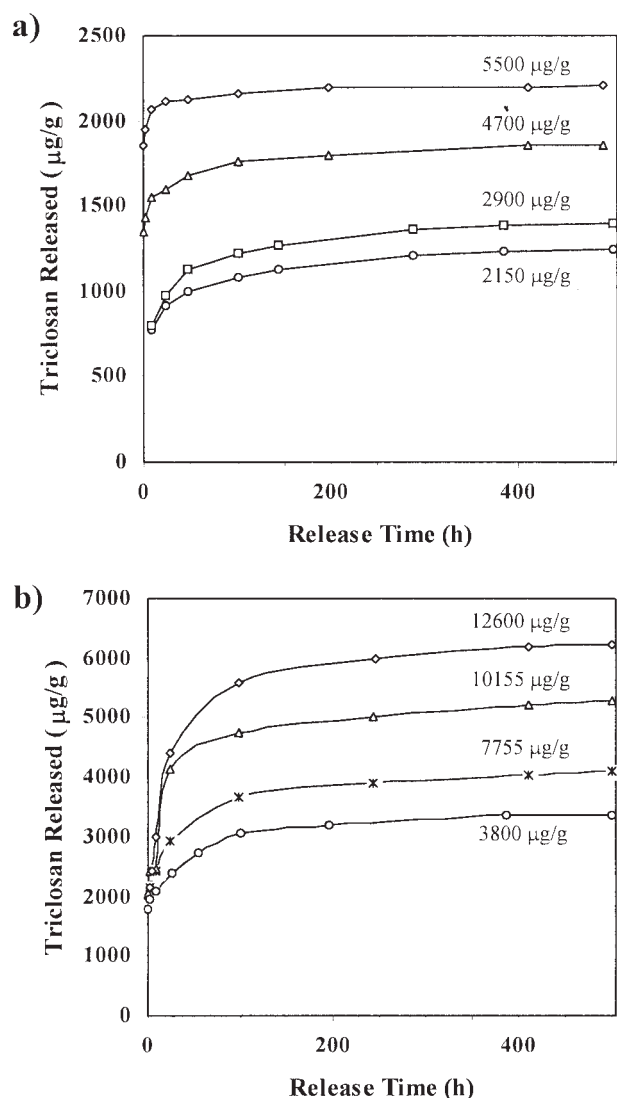 a)
2500
2000
1500
1000
500
0
Triclosan Released ( µg/g )
5500 µg/g
4700 µg/g
2900 µg/g
2150 µg/g
0
200
400
Release Time (h)
b)
7000
6000
5000
4000
3000
2000
1000
0
Triclosan Released ( µg/g )
12600 µg/g
10155 µg/g
7755 µg/g
3800 µg/g
0
200
400
Release Time (h)